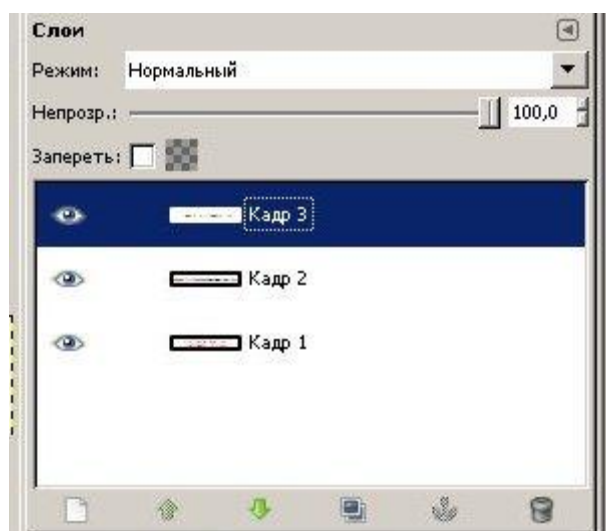 Слои
Режим: Нормальный
Непрозр.: 100,0
Запереть:
Кадр 3
Кадр 2
Кадр 1